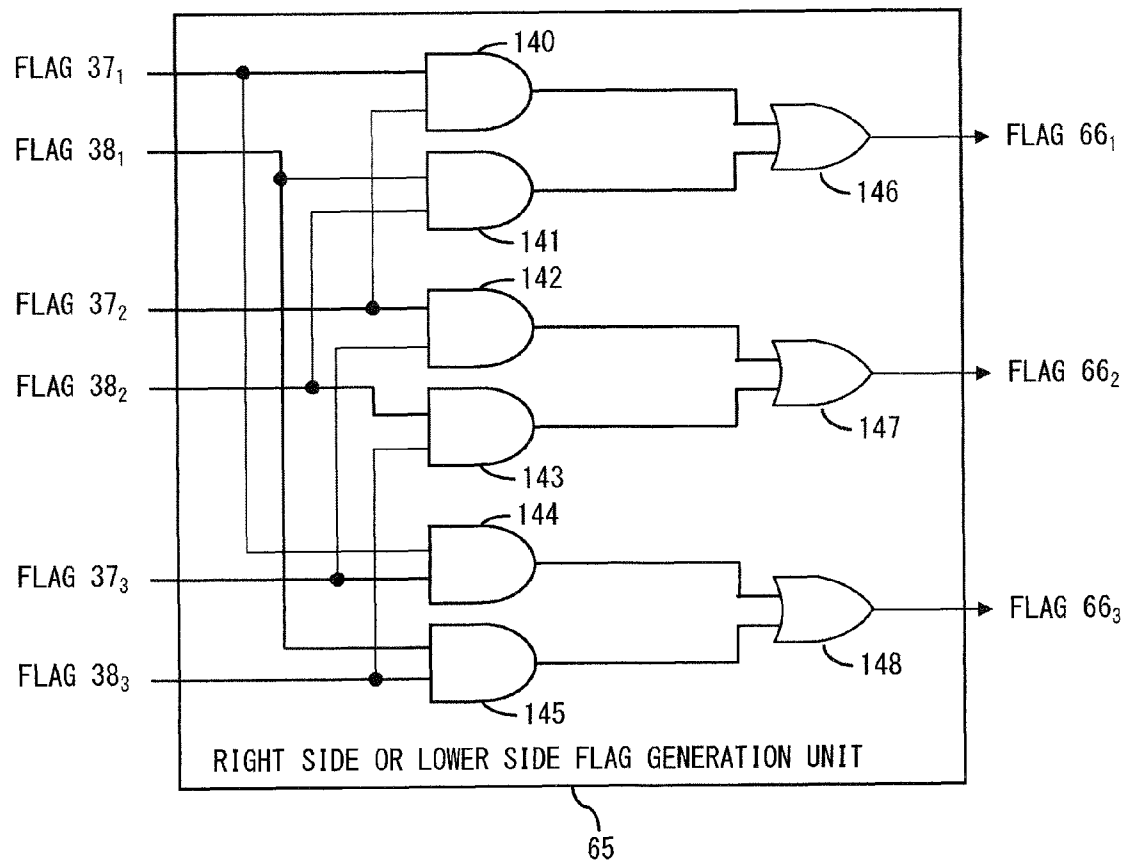 140
FLAG 37₁
FLAG 38₁
FLAG 66₁
146
141
142
FLAG 37₂
FLAG 38₂
FLAG 66₂
147
143
144
FLAG 37₃
FLAG 66₃
148
FLAG 38₃
145
RIGHT SIDE OR LOWER SIDE FLAG GENERATION UNIT
65